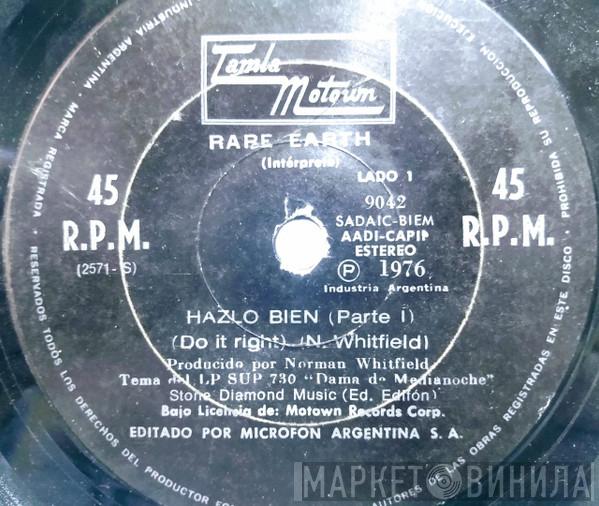 Tamla
Motown
RARE EARTH
(Intérprete)
LADO 1
9042
SADAIC-BIEM
AADI-CAPIF
ESTEREO
Ⓟ 1976
Industria Argentina
45
R.P.M.
(2571-S)
45
R.P.M.
HAZLO BIEN (Parte I)
(Do it right) (N. Whitfield)
Producido por Norman Whitfield
Tema del LP SUP 730 "Dama de Medianoche"
Stone Diamond Music (Ed. Edifón)
Bajo Licencia de: Motown Records Corp.
EDITADO POR MICROFON ARGENTINA S. A.
INDUSTRIA ARGENTINA · MARCA REGISTRADA · RESERVADOS TODOS LOS DERECHOS DEL PRODUCTOR
AUTORES DE LAS OBRAS REGISTRADAS EN ESTE DISCO · PROHIBIDA SU REPRODUCCION
МАРКЕТ ВИНИЛА